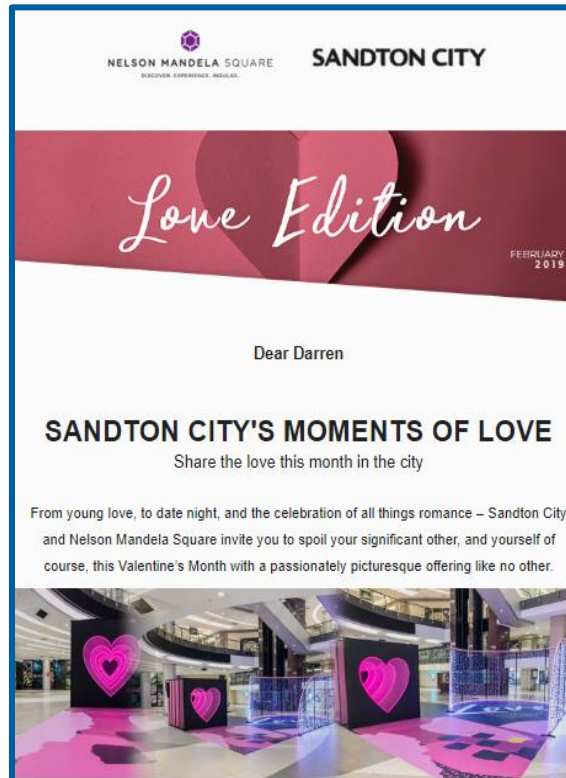 NELSON MANDELA SQUARE
DISCOVER. EXPERIENCE. INDULGE.
SANDTON CITY
Love Edition
FEBRUARY
2019
Dear Darren
SANDTON CITY'S MOMENTS OF LOVE
Share the love this month in the city
From young love, to date night, and the celebration of all things romance – Sandton City
and Nelson Mandela Square invite you to spoil your significant other, and yourself of
course, this Valentine's Month with a passionately picturesque offering like no other.